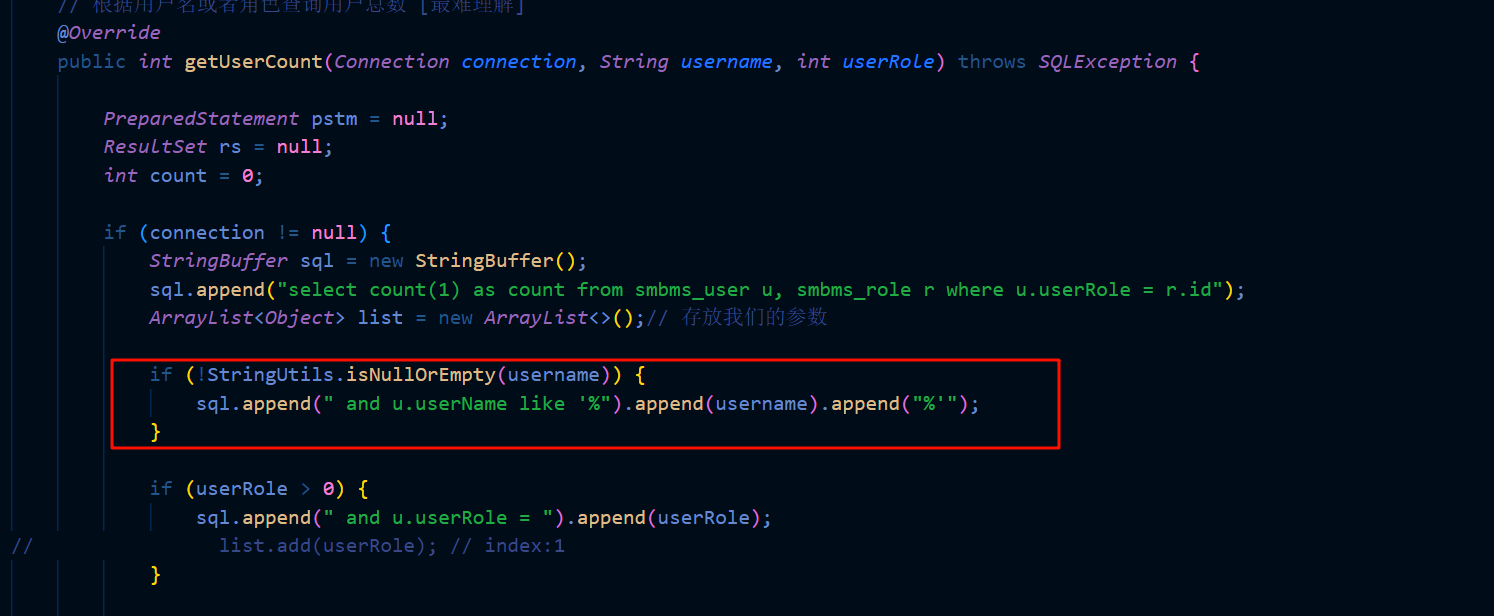 // 根据用户名或者角色查询用户总数 [最难理解]
@Override
public int getUserCount(Connection connection, String username, int userRole) throws SQLException {
PreparedStatement pstm = null;
ResultSet rs = null;
int count = 0;
if (connection != null) {
StringBuffer sql = new StringBuffer();
sql.append("select count(1) as count from smbms_user u, smbms_role r where u.userRole = r.id");
ArrayList<Object> list = new ArrayList<>();// 存放我们的参数
if (!StringUtils.isNullOrEmpty(username)) {
sql.append(" and u.userName like '%").append(username).append("%'");
}
if (userRole > 0) {
sql.append(" and u.userRole = ").append(userRole);
// list.add(userRole); // index:1
}